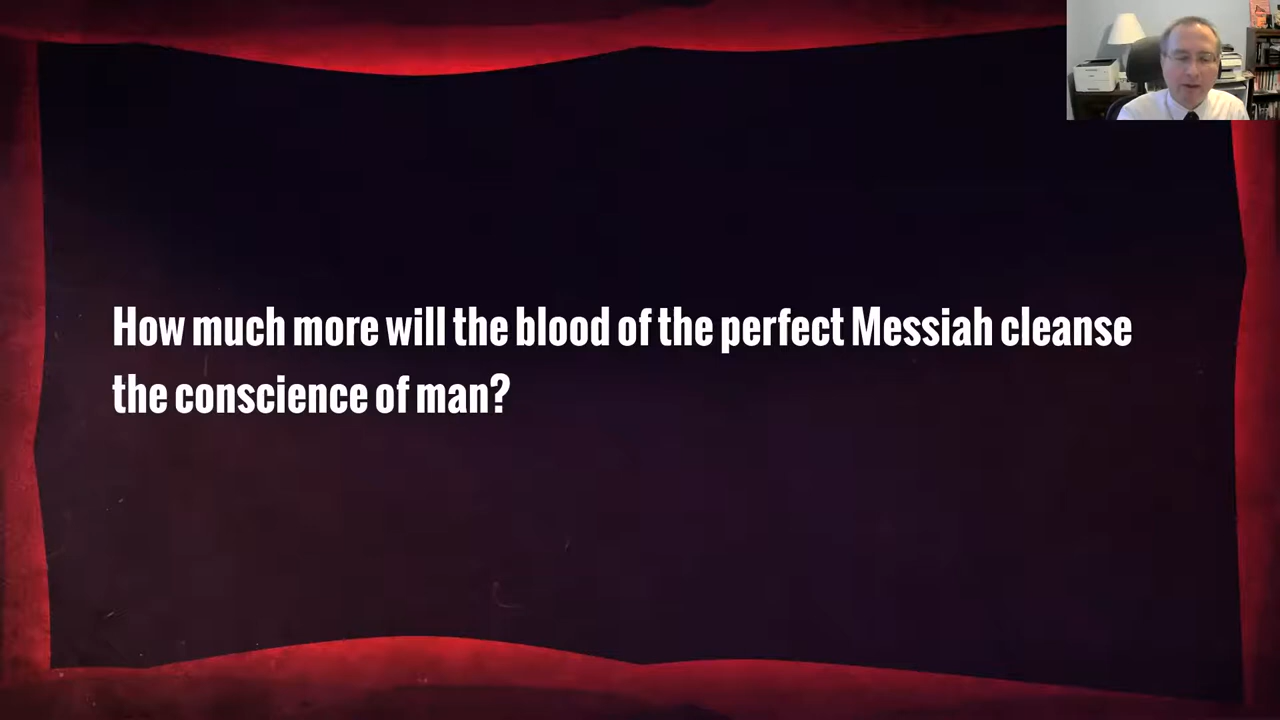 How much more will the blood of the perfect Messiah cleanse
the conscience of man?